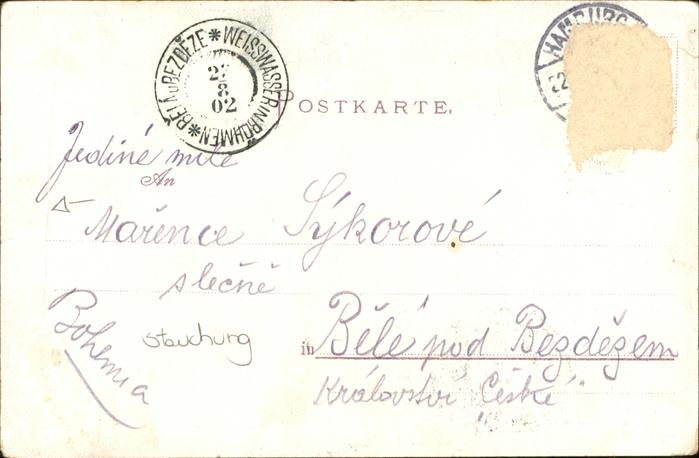 BĚLÁ u BEZDĚZE * WEISSWASSER IN BÖHMEN *
27
8
02
HAMBURG
POSTKARTE.
Jediné milé
An
Mařence Sýkorové
slečně
Bohemia
stauchung
in Bělé pod Bezdězem
Království "České"